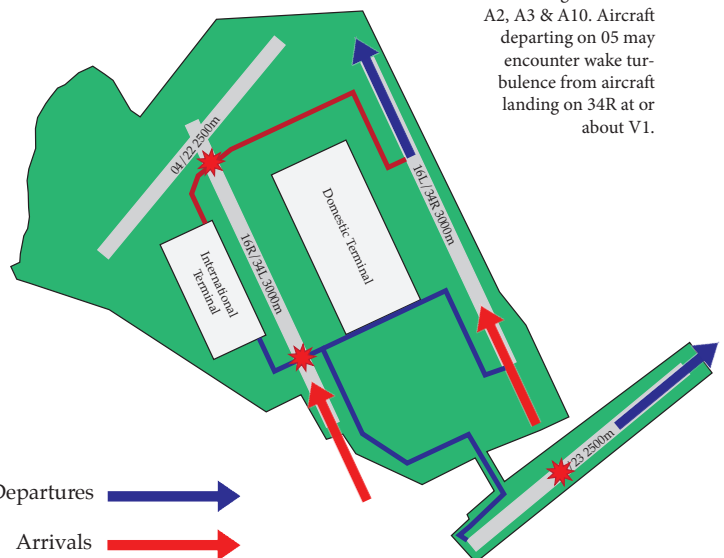 A2, A3 & A10. Aircraft
departing on 05 may
encounter wake tur-
bulence from aircraft
landing on 34R at or
about V1.
04/22 2500m
16L/34R 3000m
Domestic Terminal
16R/34L 3000m
International
Terminal
23 2500m
Departures
Arrivals